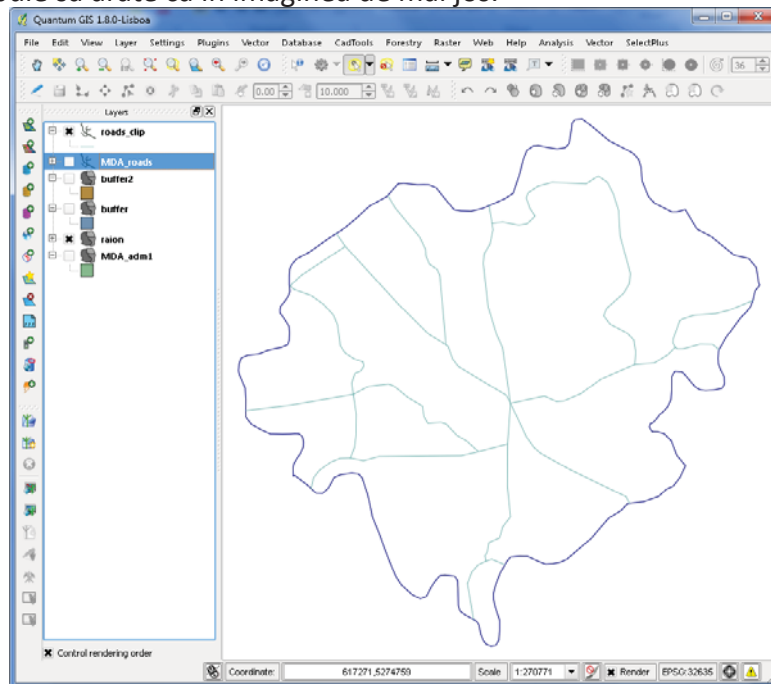 Quantum GIS 1.8.0-Lisboa
File Edit View Layer Settings Plugins Vector Database CadTools Forestry Raster Web Help Analysis Vector SelectPlus
36
0.00 10.000
Layers
roads_clip
MDA_roads
buffer2
buffer
raion
MDA_adm1
Control rendering order
Coordinate: 617271,5274759 Scale 1:270771 Render EPSG:32635